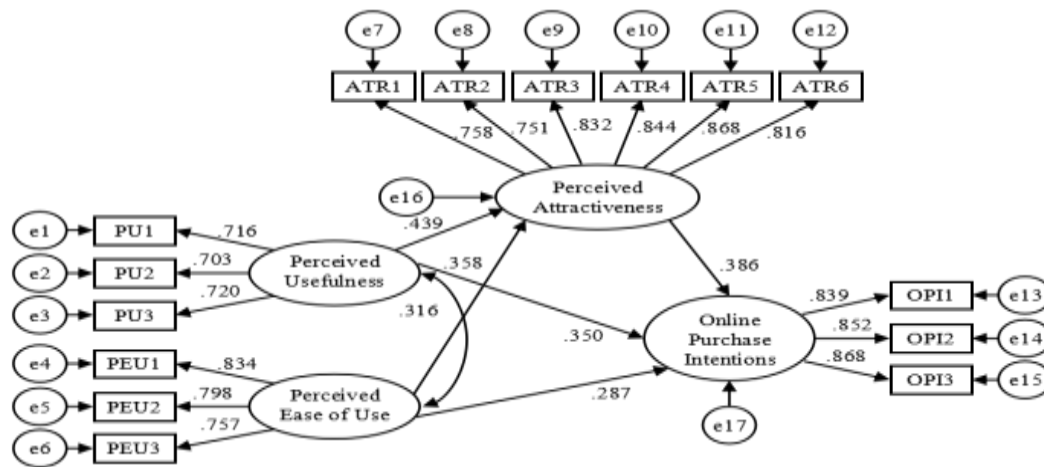 e7 e8 e9 e10 e11 e12
ATR1 ATR2 ATR3 ATR4 ATR5 ATR6
.758 .751 .832 .844 .868 .816
e16
Perceived
Attractiveness
.439
e1 PU1 .716
e2 PU2 .703
e3 PU3 .720
Perceived
Usefulness
.358
.316
.386
.350
e4 PEU1 .834
e5 PEU2 .798
e6 PEU3 .757
Perceived
Ease of Use
.287
Online
Purchase
Intentions
.839 OPI1 e13
.852 OPI2 e14
.868 OPI3 e15
e17